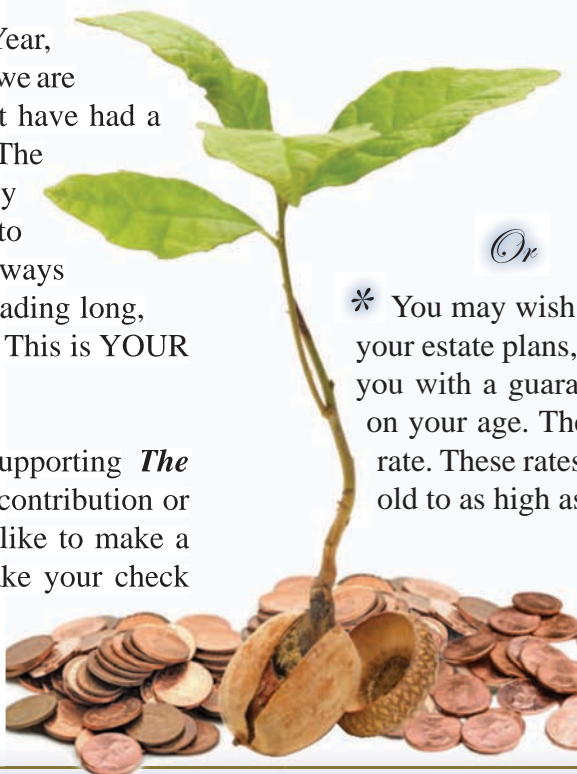 Year,
we are
t have had a
The
y
to
ways
ading long,
This is YOUR
upporting The
contribution or
like to make a
ke your check
Or
* You may wish
your estate plans,
you with a guara
on your age. The
rate. These rates
old to as high as